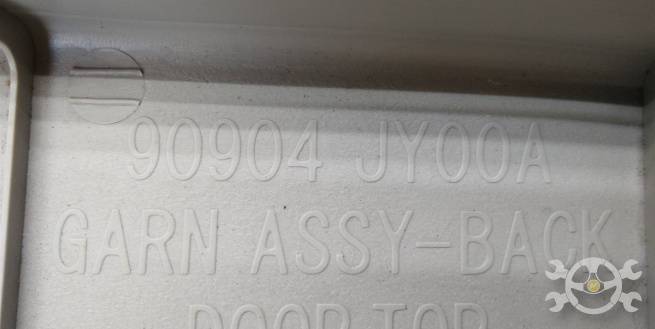 90904 JY00A
GARN ASSY-BACK
DOOR TOP